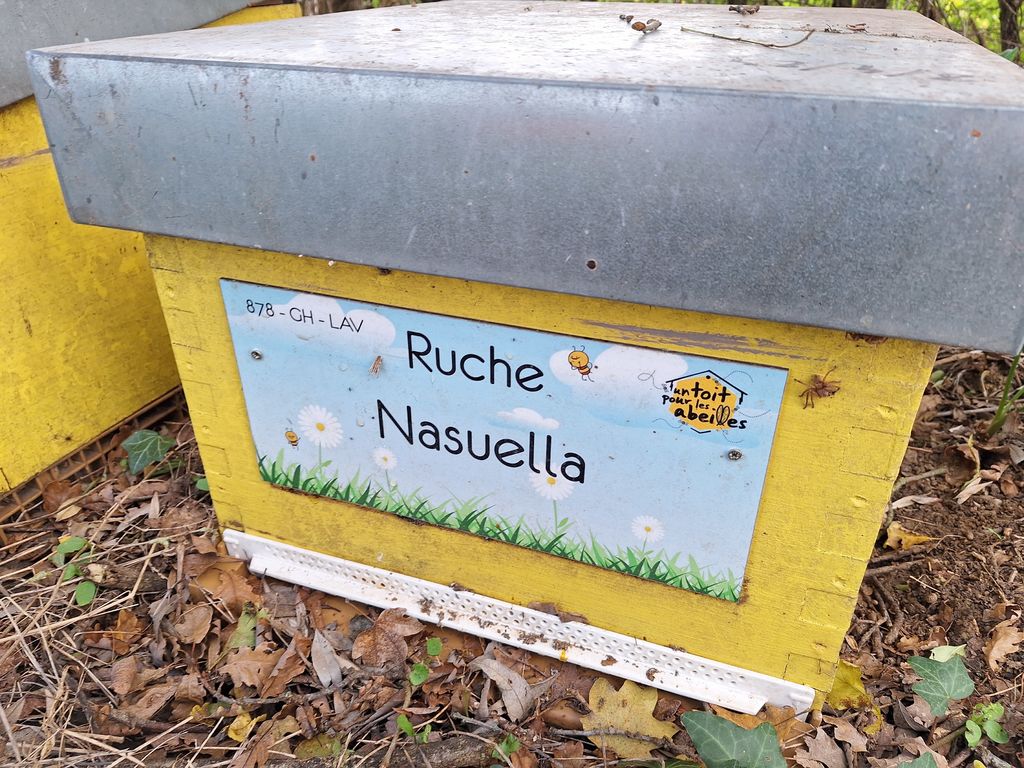 878 - GH - LAV
Ruche
Nasuella
un toit
pour les
abeilles